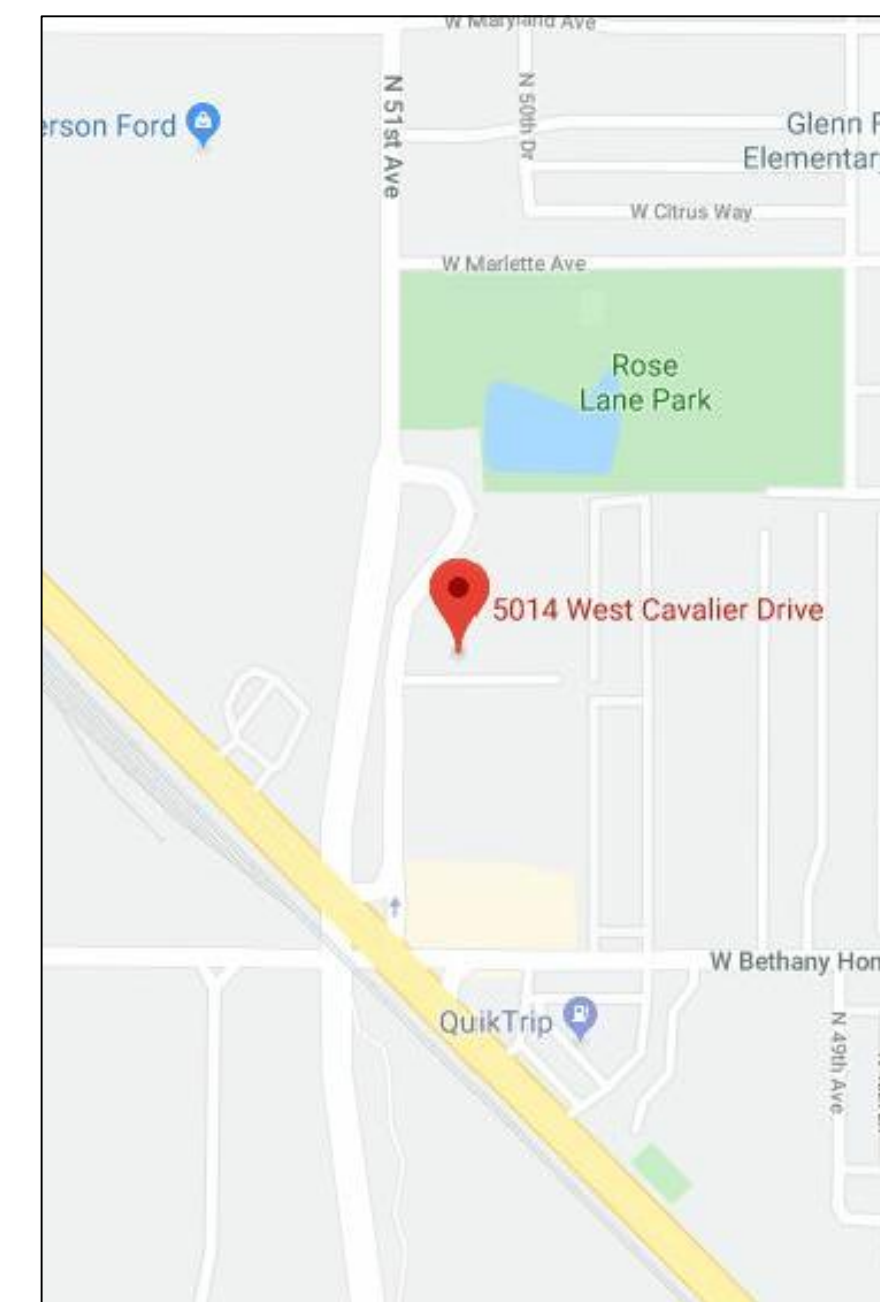 W Maryland Ave
N 51st Ave
N 50th Dr
erson Ford
Glenn F
Elementar
W Citrus Way
W Marlette Ave
Rose
Lane Park
5014 West Cavalier Drive
W Bethany Hom
QuikTrip
N 49th Ave